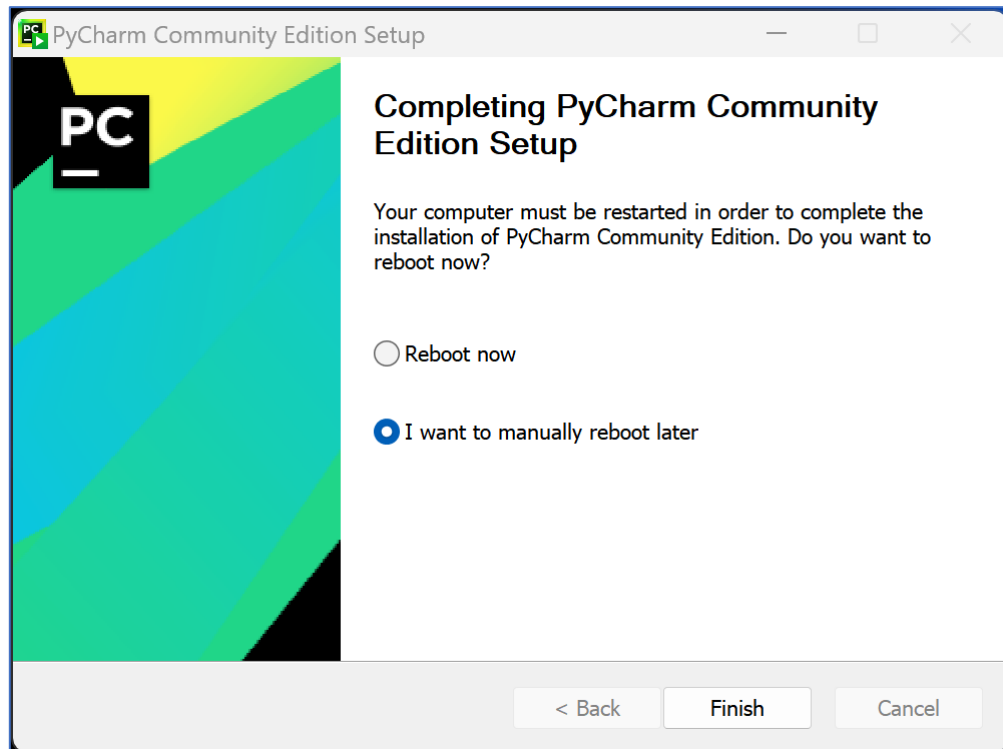 PC PyCharm Community Edition Setup
PC
Completing PyCharm Community
Edition Setup
Your computer must be restarted in order to complete the
installation of PyCharm Community Edition. Do you want to
reboot now?
Reboot now
I want to manually reboot later
< Back Finish Cancel